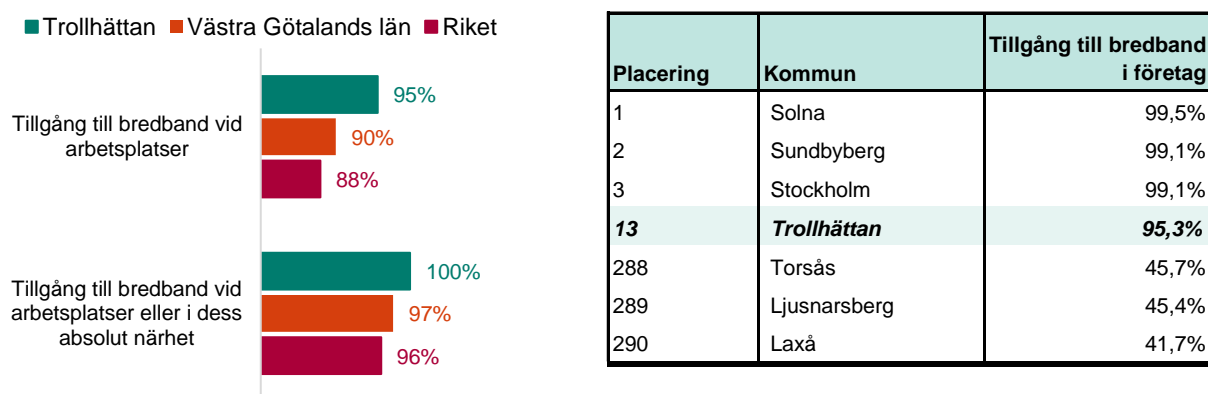 Trollhättan Västra Götalands län Riket
Tillgång till bredband vid
arbetsplatser
95%
90%
88%
Tillgång till bredband vid
arbetsplatser eller i dess
absolut närhet
100%
97%
96%
Placering Kommun Tillgång till bredband
i företag
1 Solna 99,5%
2 Sundbyberg 99,1%
3 Stockholm 99,1%
13 Trollhättan 95,3%
288 Torsås 45,7%
289 Ljusnarsberg 45,4%
290 Laxå 41,7%